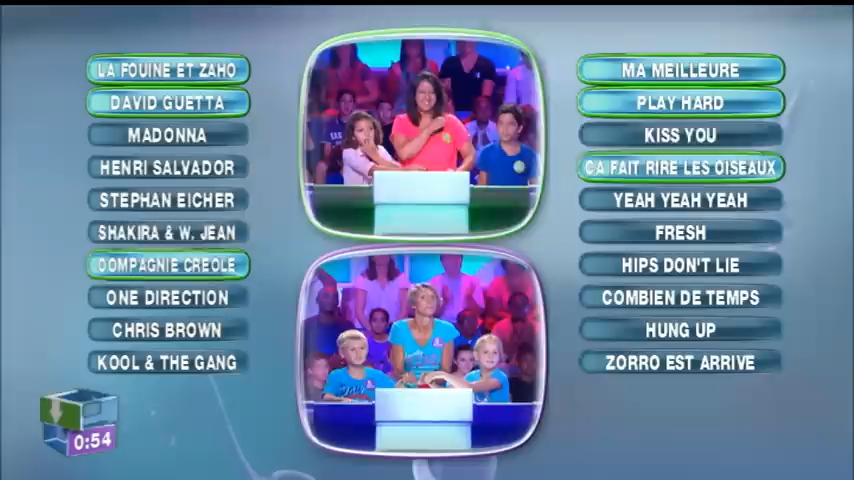 LA FOUINE ET ZAHO
DAVID GUETTA
MADONNA
HENRI SALVADOR
STEPHAN EICHER
SHAKIRA & W. JEAN
COMPAGNIE CREOLE
ONE DIRECTION
CHRIS BROWN
KOOL & THE GANG
0:54
MA MEILLEURE
PLAY HARD
KISS YOU
CA FAIT RIRE LES OISEAUX
YEAH YEAH YEAH
FRESH
HIPS DON'T LIE
COMBIEN DE TEMPS
HUNG UP
ZORRO EST ARRIVE